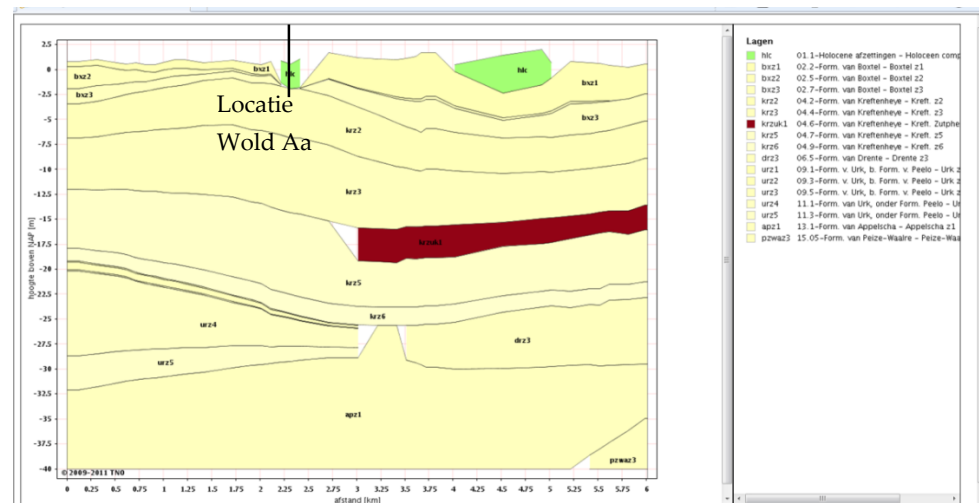 Lagen
hlc 01.1-Holocene afzettingen - Holoceen comp
bxz1 02.2-Form. van Boxtel - Boxtel z1
bxz2 02.5-Form. van Boxtel - Boxtel z2
bxz3 02.7-Form. van Boxtel - Boxtel z3
krz2 04.2-Form. van Kreftenheye - Kreft. z2
krz3 04.4-Form. van Kreftenheye - Kreft. z3
krzuk1 04.6-Form. van Kreftenheye - Kreft. Zutphe
krz5 04.7-Form. van Kreftenheye - Kreft. z5
krz6 04.9-Form. van Kreftenheye - Kreft. z6
drz3 06.5-Form. van Drente - Drente z3
urz1 09.1-Form. v. Urk, b. Form. v. Peelo - Urk z
urz2 09.3-Form. v. Urk, b. Form. v. Peelo - Urk z
urz3 09.5-Form. v. Urk, b. Form. v. Peelo - Urk z
urz4 11.1-Form. van Urk, onder Form. Peelo - Ur
urz5 11.3-Form. van Urk, onder Form. Peelo - Ur
apz1 13.1-Form. van Appelscha - Appelscha z1
pzwaz3 15.05-Form. van Peize-Waalre - Peize-Waa
hoogte boven NAP [m]
2.5
0
-2.5
-5
-7.5
-10
-12.5
-15
-17.5
-20
-22.5
-25
-27.5
-30
-32.5
-35
-37.5
-40
bxz1
hlc
hlc
bxz2
bxz1
bxz3
bxz3
Locatie
Wold Aa
krz2
krz3
krzuk1
krz5
krz6
urz4
drz3
urz5
apz1
pzwaz3
© 2009-2011 TNO
0 0.25 0.5 0.75 1 1.25 1.5 1.75 2 2.25 2.5 2.75 3 3.25 3.5 3.75 4 4.25 4.5 4.75 5 5.25 5.5 5.75 6
afstand [km]